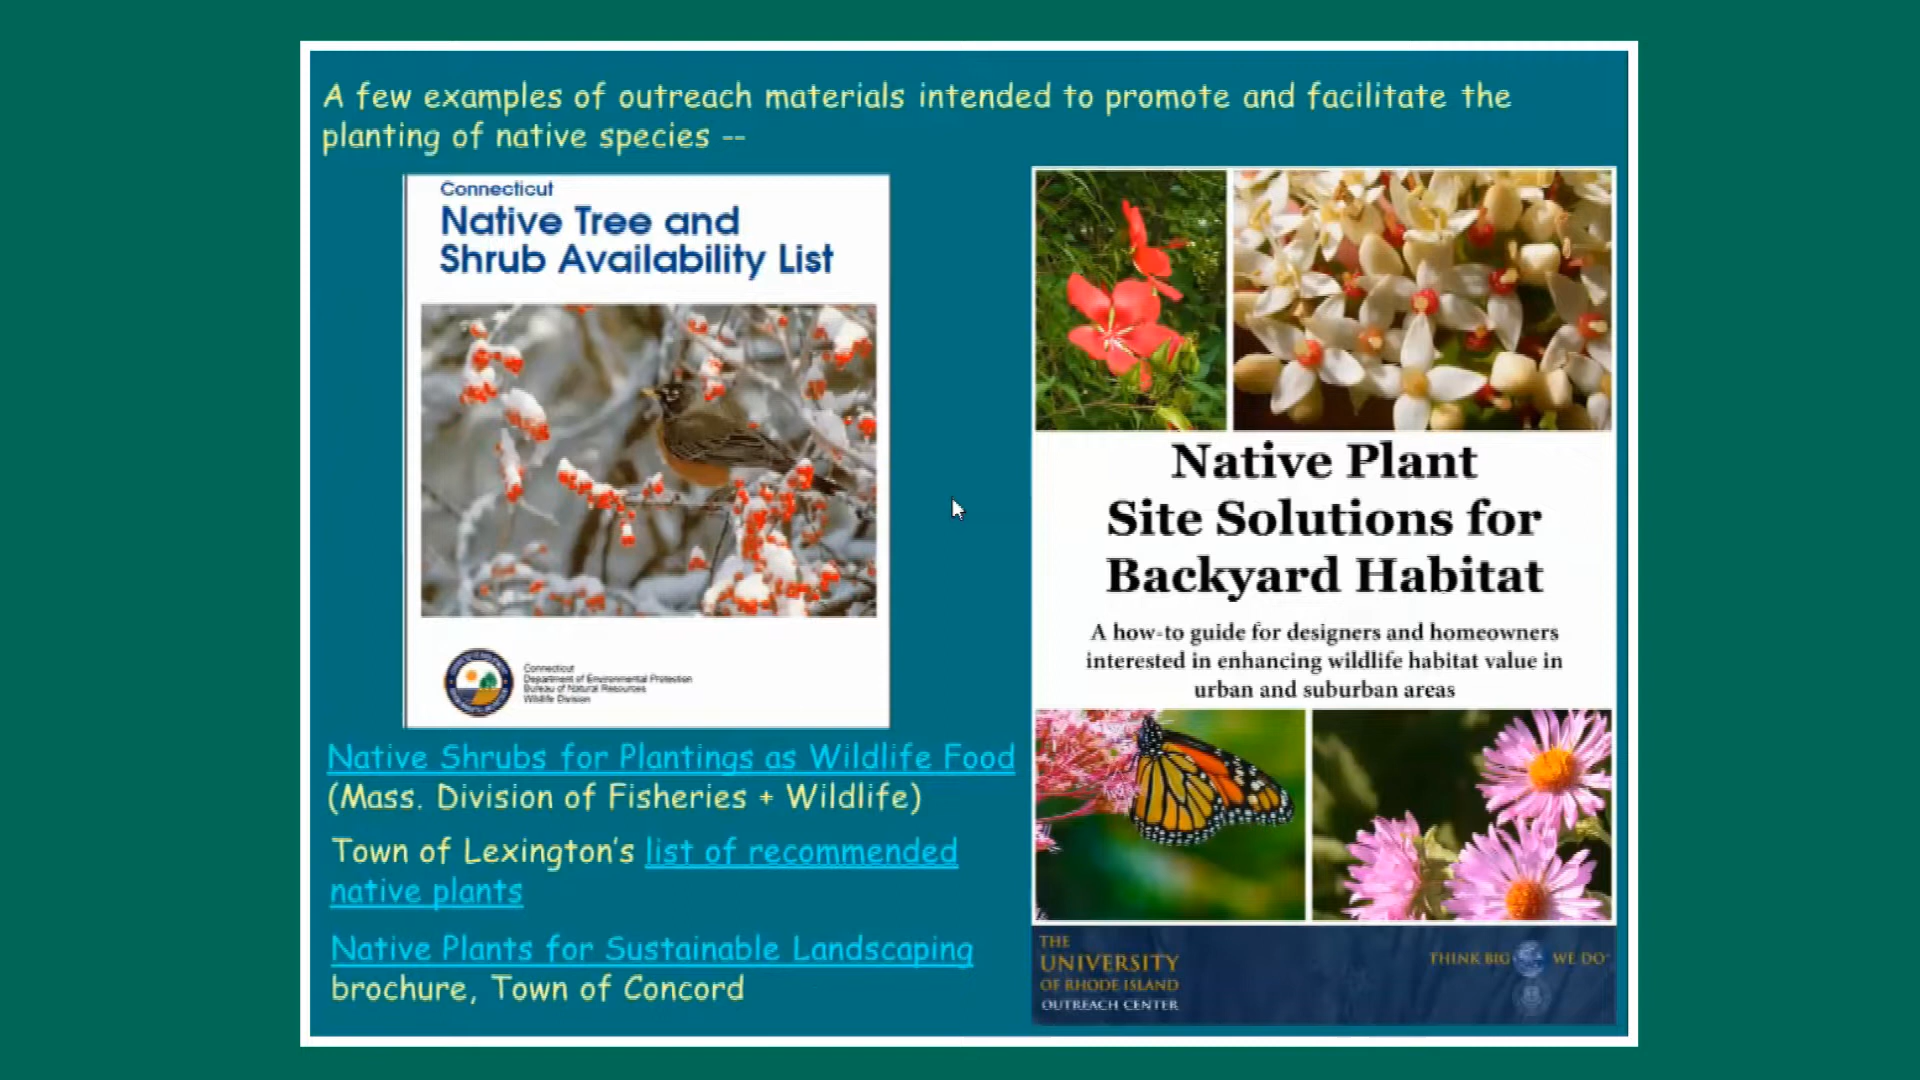 A few examples of outreach materials intended to promote and facilitate the
planting of native species --
Connecticut
Native Tree and
Shrub Availability List
Connecticut
Department of Environmental Protection
Bureau of Natural Resources
Wildlife Division
Native Shrubs for Plantings as Wildlife Food
(Mass. Division of Fisheries + Wildlife)
Town of Lexington's list of recommended
native plants
Native Plants for Sustainable Landscaping
brochure, Town of Concord
Native Plant
Site Solutions for
Backyard Habitat
A how-to guide for designers and homeowners
interested in enhancing wildlife habitat value in
urban and suburban areas
THE
UNIVERSITY
OF RHODE ISLAND
OUTREACH CENTER
THINK BIG WE DO